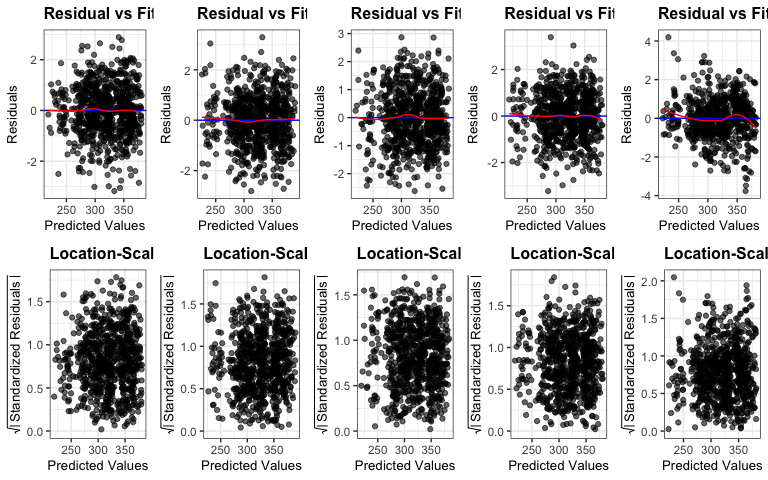 Residual vs Fit
Residual vs Fit
Residual vs Fit
Residual vs Fit
Residual vs Fit
Residuals
2
0
-2
250 300 350
Predicted Values
Residuals
2
0
-2
250 300 350
Predicted Values
Residuals
3
2
1
0
-1
-2
250 300 350
Predicted Values
Residuals
2
0
-2
250 300 350
Predicted Values
Residuals
4
2
0
-2
-4
250 300 350
Predicted Values
Location-Scal
Location-Scal
Location-Scal
Location-Scal
Location-Scal
√| Standardized Residuals |
1.5
1.0
0.5
0.0
250 300 350
Predicted Values
√| Standardized Residuals |
1.5
1.0
0.5
0.0
250 300 350
Predicted Values
√| Standardized Residuals |
1.5
1.0
0.5
0.0
250 300 350
Predicted Values
√| Standardized Residuals |
1.5
1.0
0.5
0.0
250 300 350
Predicted Values
√| Standardized Residuals |
2.0
1.5
1.0
0.5
0.0
250 300 350
Predicted Values